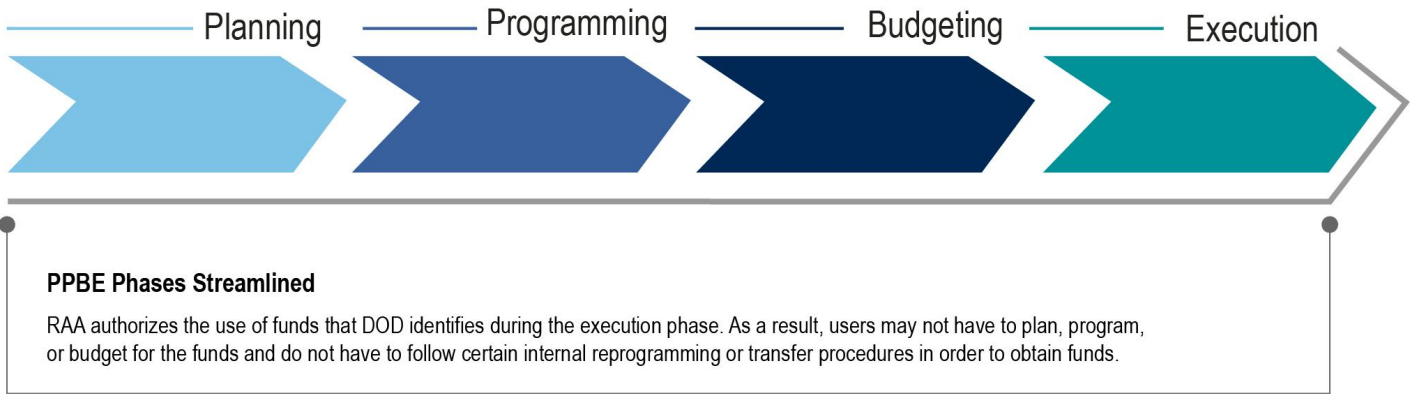 Planning
Programming
Budgeting
Execution
PPBE Phases Streamlined
RAA authorizes the use of funds that DOD identifies during the execution phase. As a result, users may not have to plan, program,
or budget for the funds and do not have to follow certain internal reprogramming or transfer procedures in order to obtain funds.